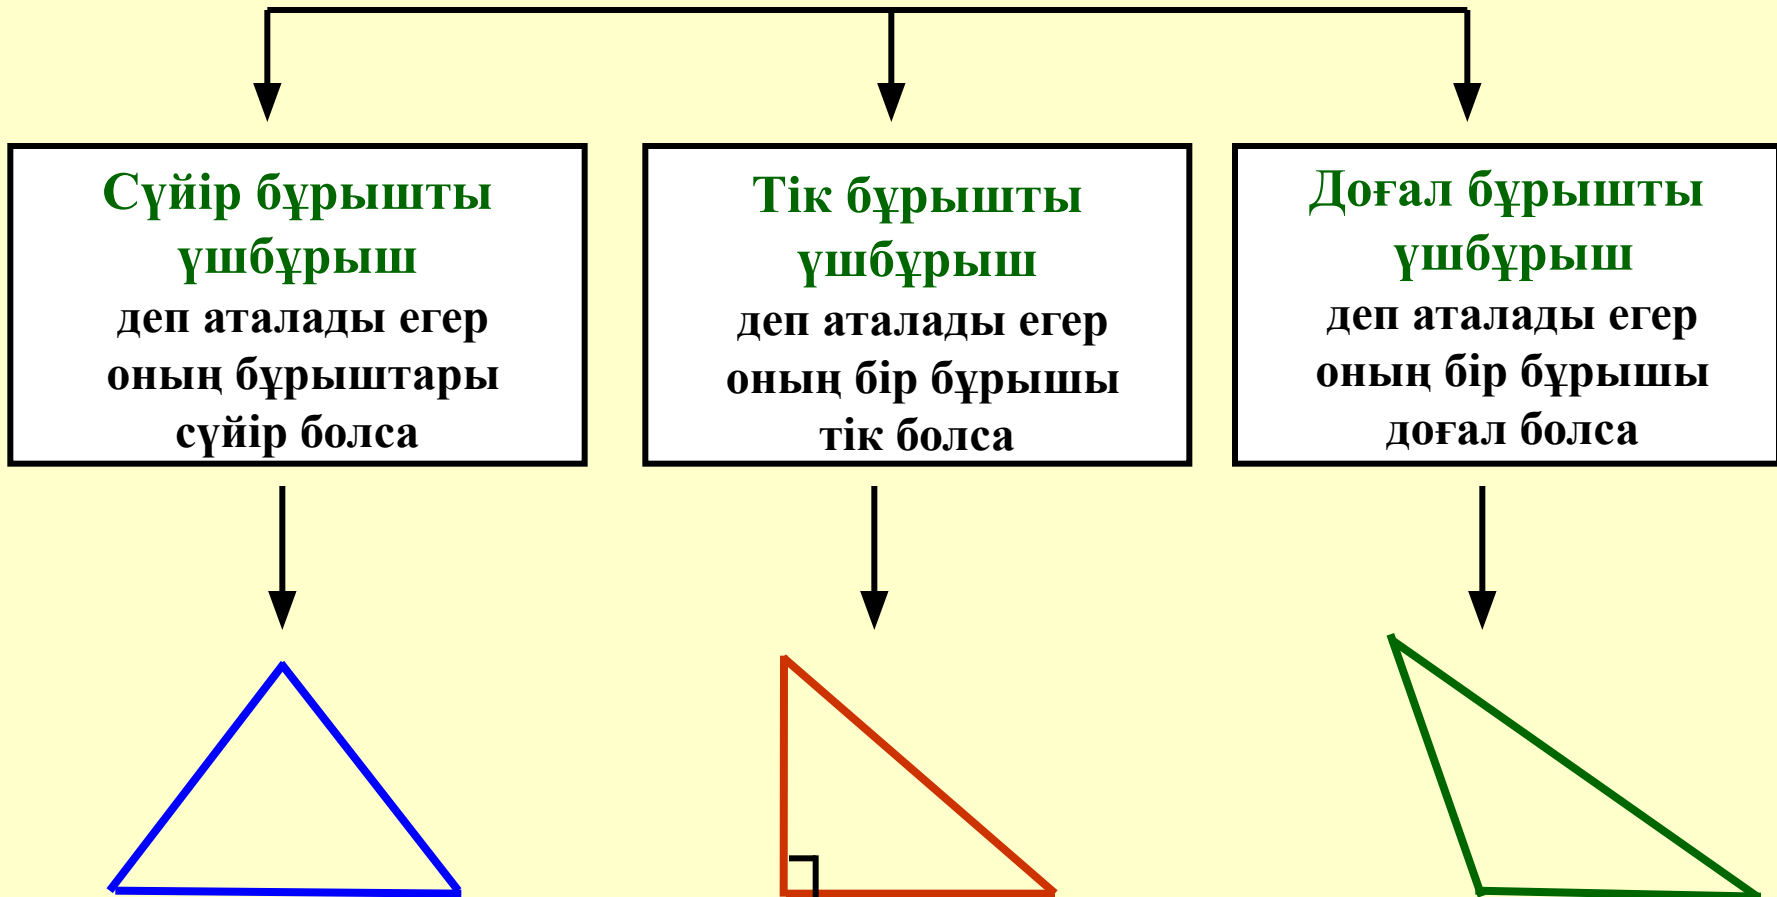 Сүйір бұрышты
үшбұрыш
деп аталады егер
оның бұрыштары
сүйір болса
Тік бұрышты
үшбұрыш
деп аталады егер
оның бір бұрышы
тік болса
Доғал бұрышты
үшбұрыш
деп аталады егер
оның бір бұрышы
доғал болса